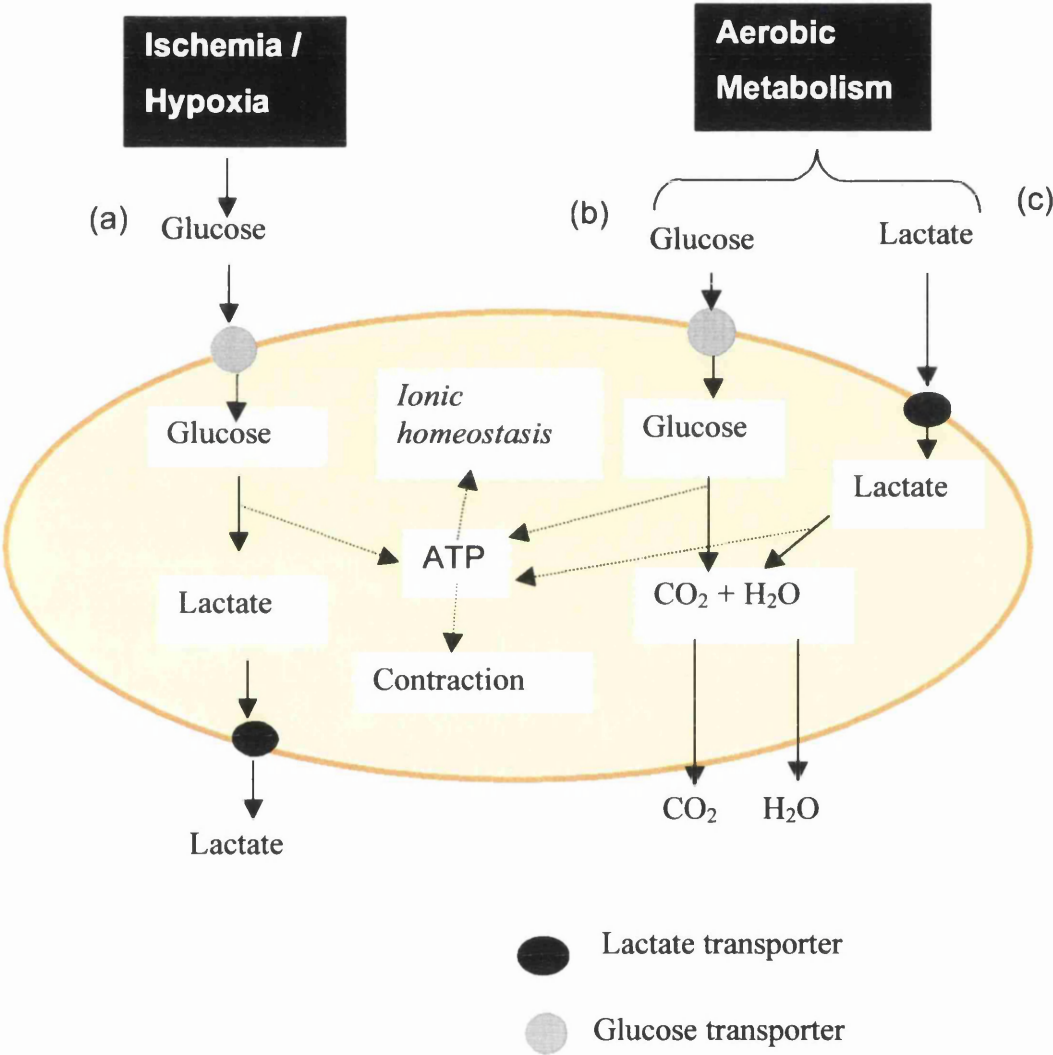 Ischemia /
Hypoxia
Aerobic
Metabolism
(a)
Glucose
(b)
Glucose
Lactate
(c)
Glucose
Ionic
homeostasis
Glucose
Lactate
ATP
Lactate
CO₂ + H₂O
Contraction
CO₂
H₂O
Lactate
Lactate transporter
Glucose transporter